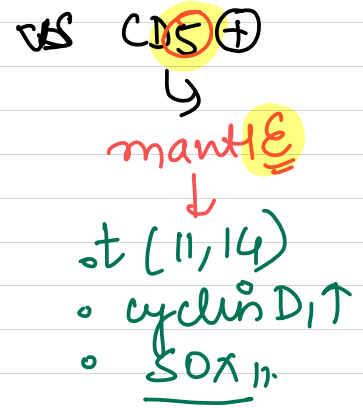 vs CD5 +
mantlE
. t (11,14)
. cyclin D1 ↑
. SOX 11.